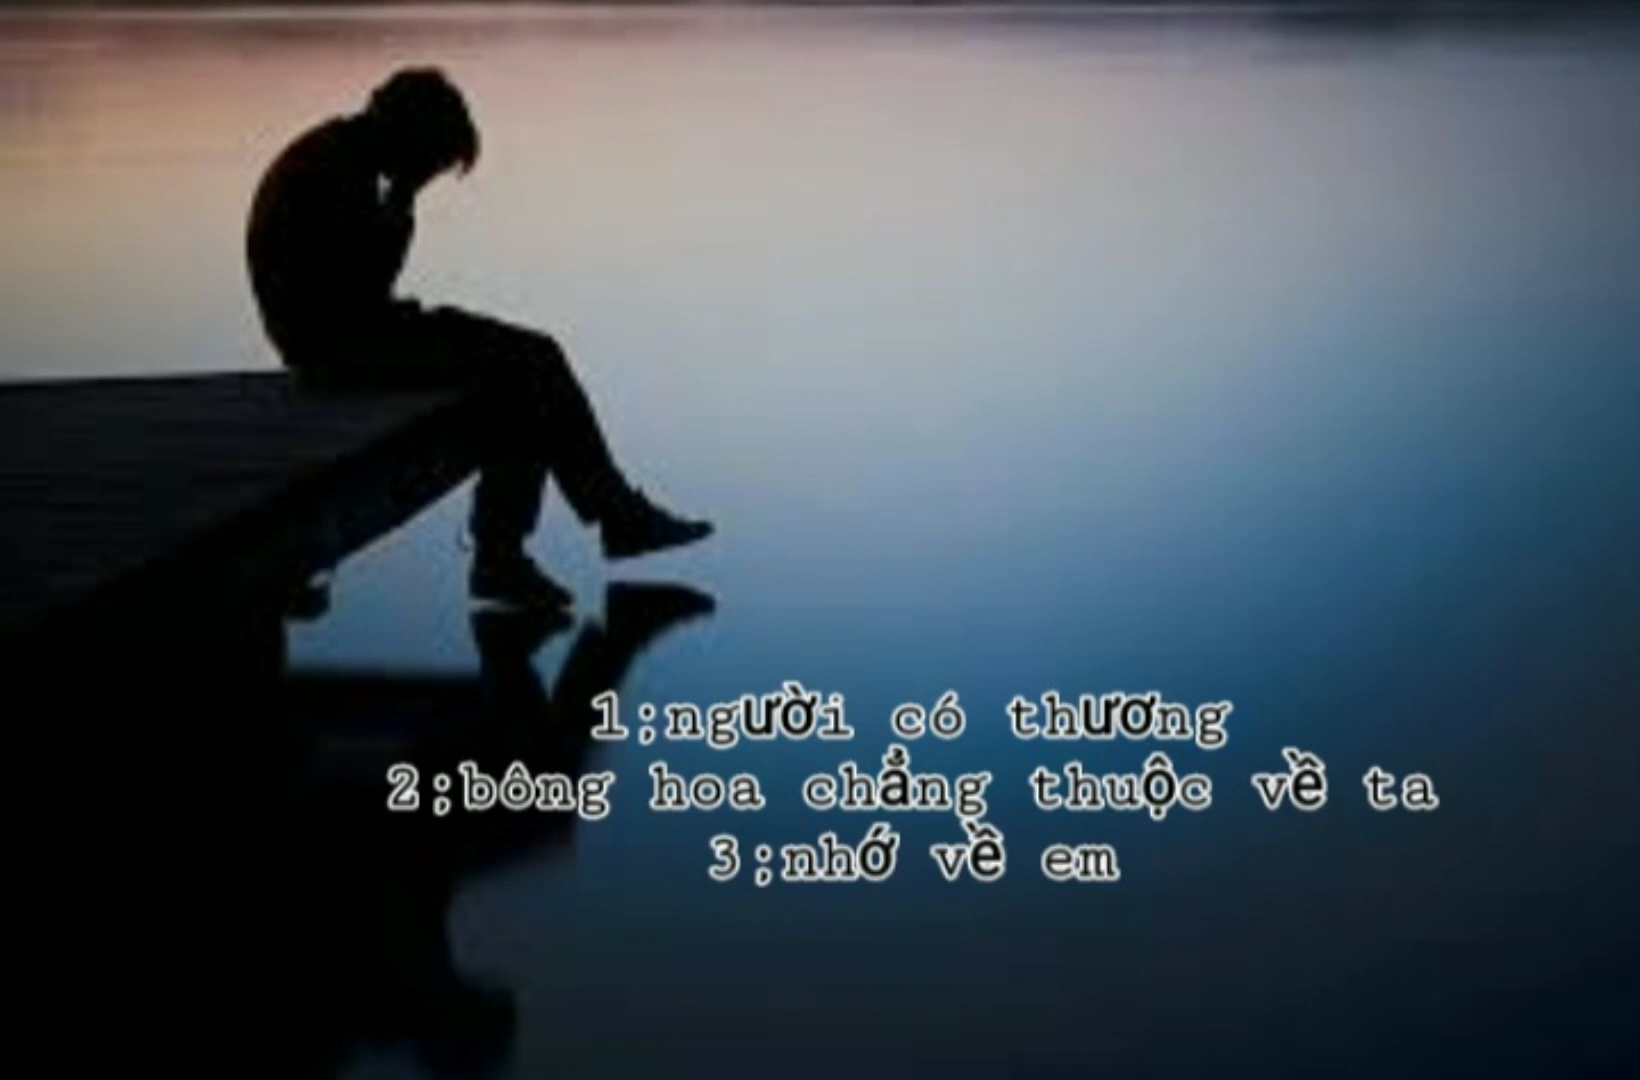 1;người có thương
2;bông hoa chẳng thuộc về ta
3;nhớ về em